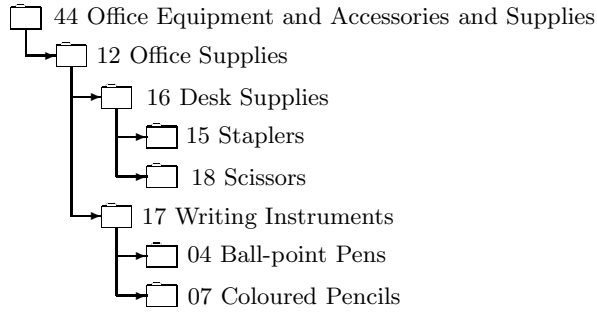 44 Office Equipment and Accessories and Supplies
12 Office Supplies
16 Desk Supplies
15 Staplers
18 Scissors
17 Writing Instruments
04 Ball-point Pens
07 Coloured Pencils